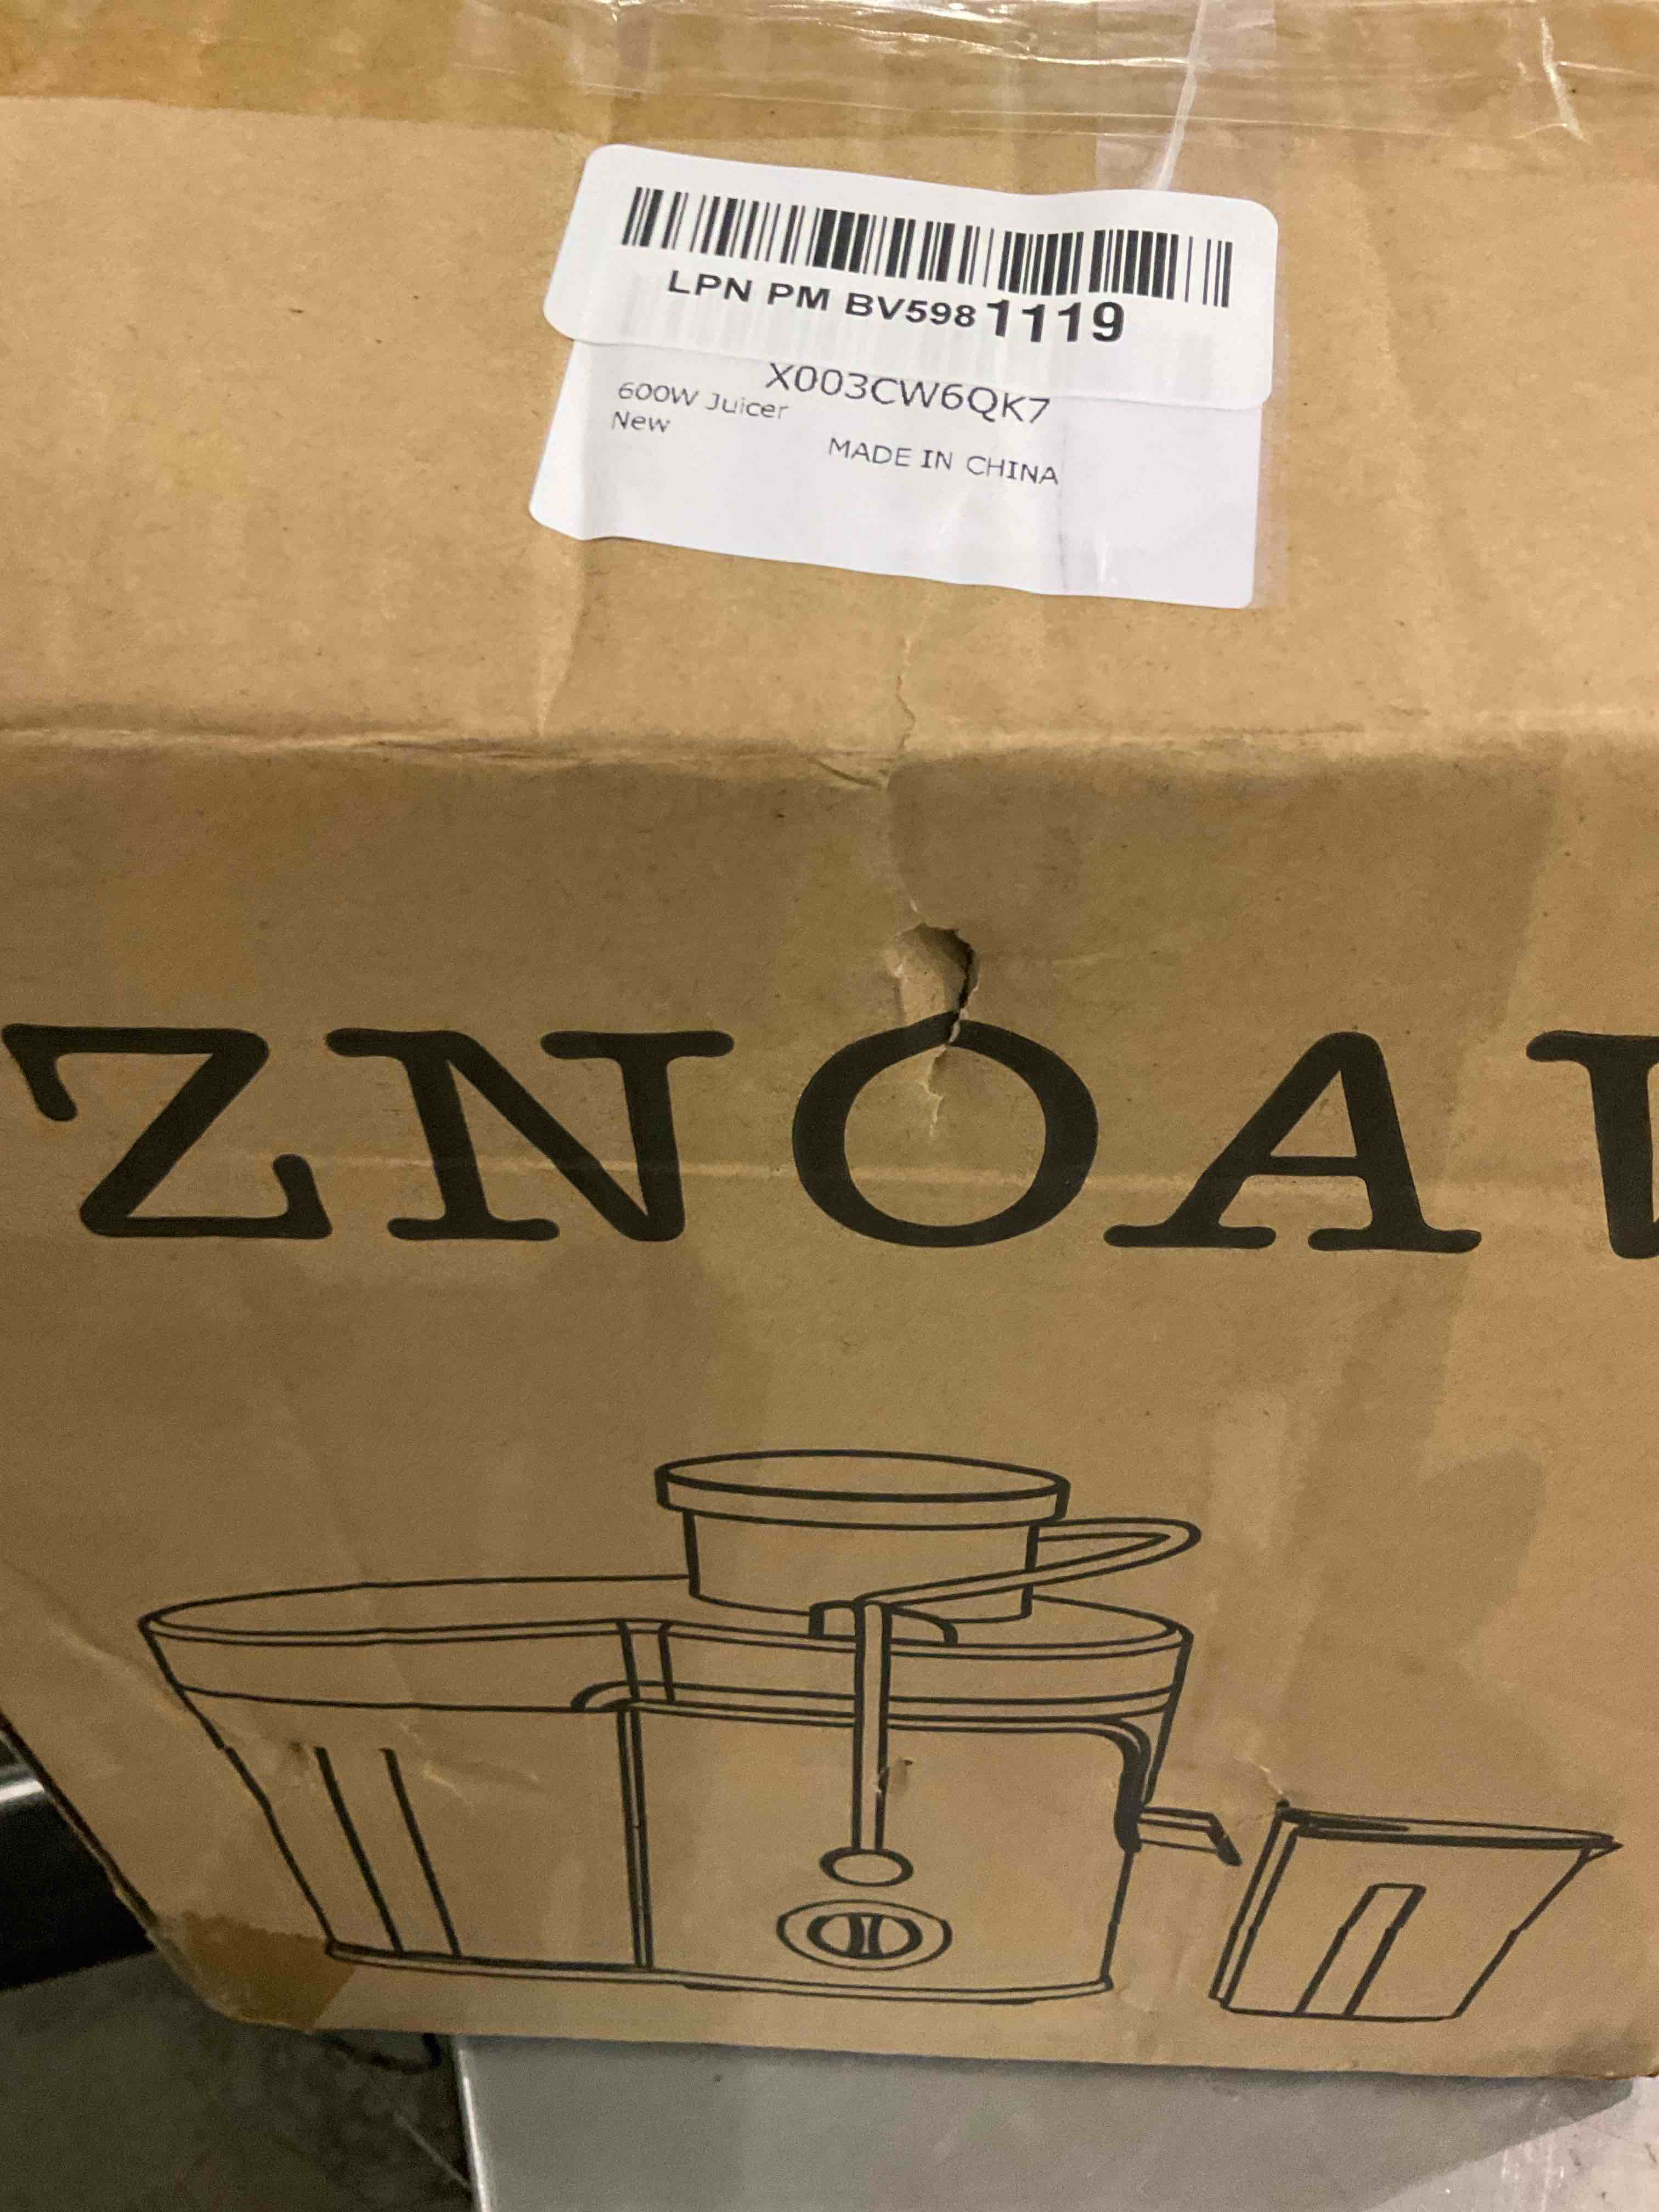 LPN PM BV5981119
X003CW6QK7
600W Juicer
New
MADE IN CHINA
ZNOA